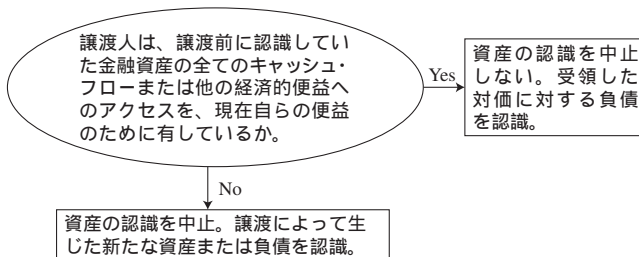 譲渡人は、譲渡前に認識してい
た金融資産の全てのキャッシュ・
フローまたは他の経済的便益へ
のアクセスを、現在自らの便益
のために有しているか。
Yes
資産の認識を中止
しない。受領した
対価に対する負債
を認識。
No
資産の認識を中止。譲渡によって生
じた新たな資産または負債を認識。